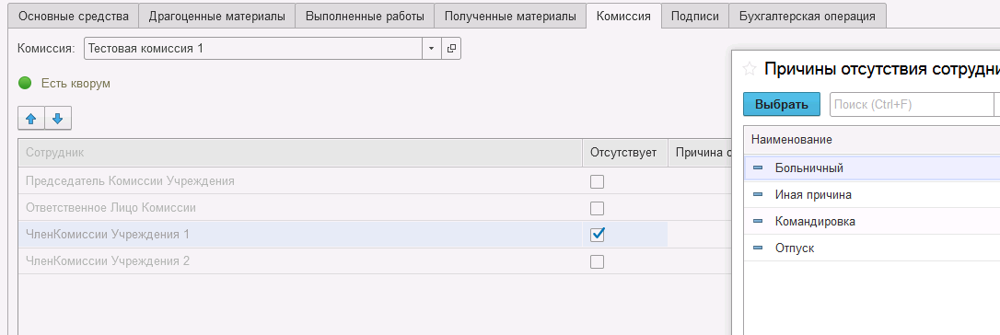 Основные средства Драгоценные материалы Выполненные работы Полученные материалы Комиссия Подписи Бухгалтерская операция
Комиссия: Тестовая комиссия 1
Есть кворум
Сотрудник Отсутствует Причина о
Председатель Комиссии Учреждения
Ответственное Лицо Комиссии
ЧленКомиссии Учреждения 1
ЧленКомиссии Учреждения 2
Причины отсутствия сотрудни
Выбрать Поиск (Ctrl+F)
Наименование
Больничный
Иная причина
Командировка
Отпуск